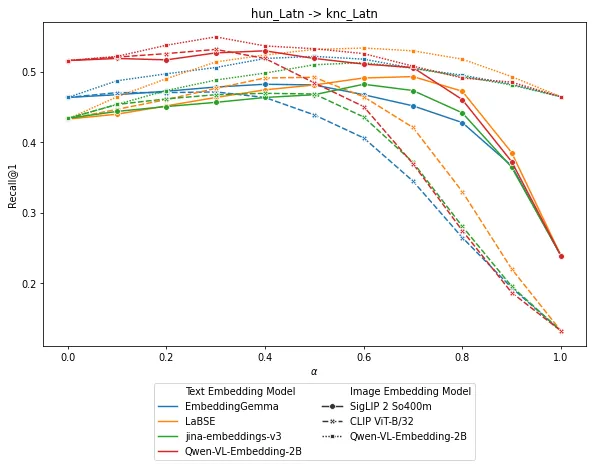 hun_Latn -> knc_Latn
Recall@1
0.5
0.4
0.3
0.2
0.0 0.2 0.4 0.6 0.8 1.0
α
Text Embedding Model
EmbeddingGemma
LaBSE
jina-embeddings-v3
Qwen-VL-Embedding-2B
Image Embedding Model
SigLIP 2 So400m
CLIP ViT-B/32
Qwen-VL-Embedding-2B